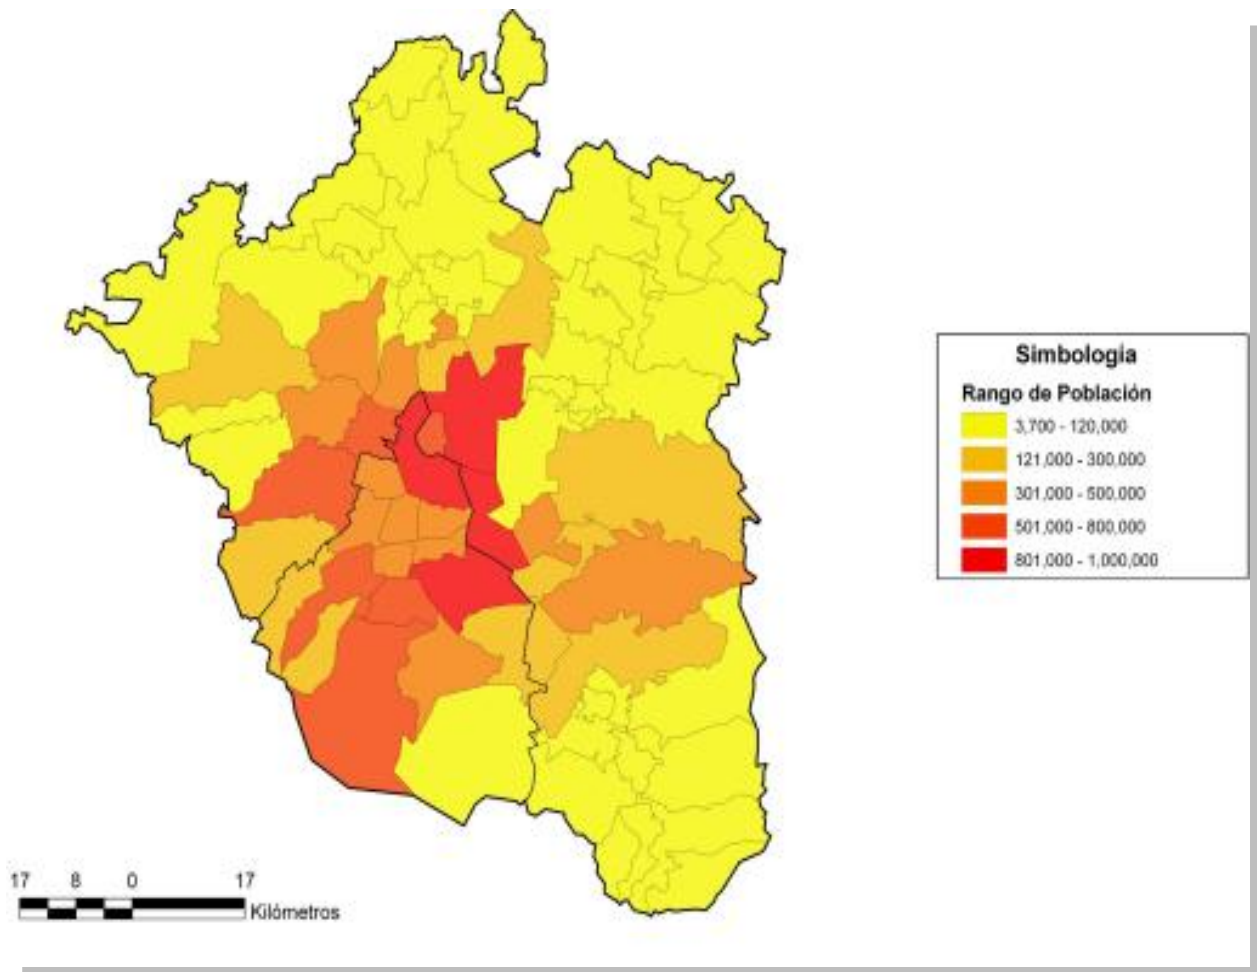 Simbología
Rango de Población
3,700 - 120,000
121,000 - 300,000
301,000 - 500,000
501,000 - 800,000
801,000 - 1,000,000
17 8 0 17
Kilómetros